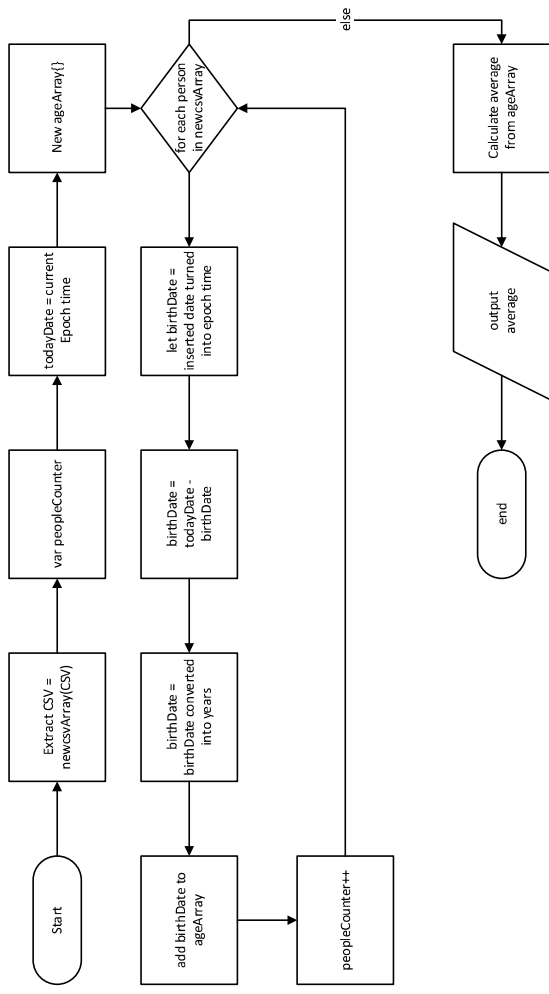 Start
Extract CSV =
newcsvArray(CSV)
var peopleCounter
todayDate = current
Epoch time
New ageArray{}
for each person
in newcsvArray
let birthDate =
inserted date turned
into epoch time
birthDate =
todayDate -
birthDate
birthDate =
birthDate converted
into years
add birthDate to
ageArray
peopleCounter++
else
Calculate average
from ageArray
output
average
end